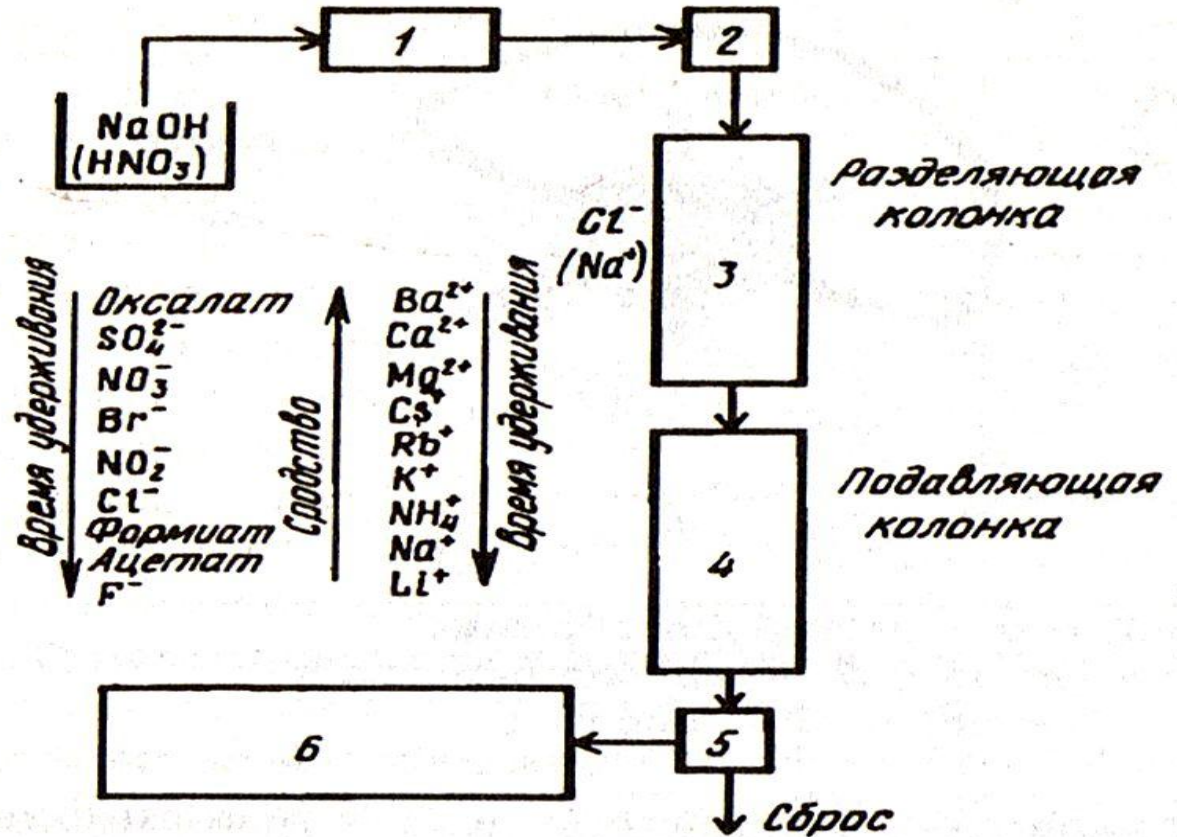 1
2
NaOH
(HNO₃)
Разделяющая
колонка
Cl⁻
(Na⁺)
3
Время удерживания
Оксалат
SO₄²⁻
NO₃⁻
Br⁻
NO₂⁻
Cl⁻
Формиат
Ацетат
F⁻
Сродство
Ba²⁺
Ca²⁺
Mg²⁺
Cs⁺
Rb⁺
K⁺
NH₄⁺
Na⁺
Li⁺
Время удерживания
Подавляющая
колонка
4
5
6
Сброс